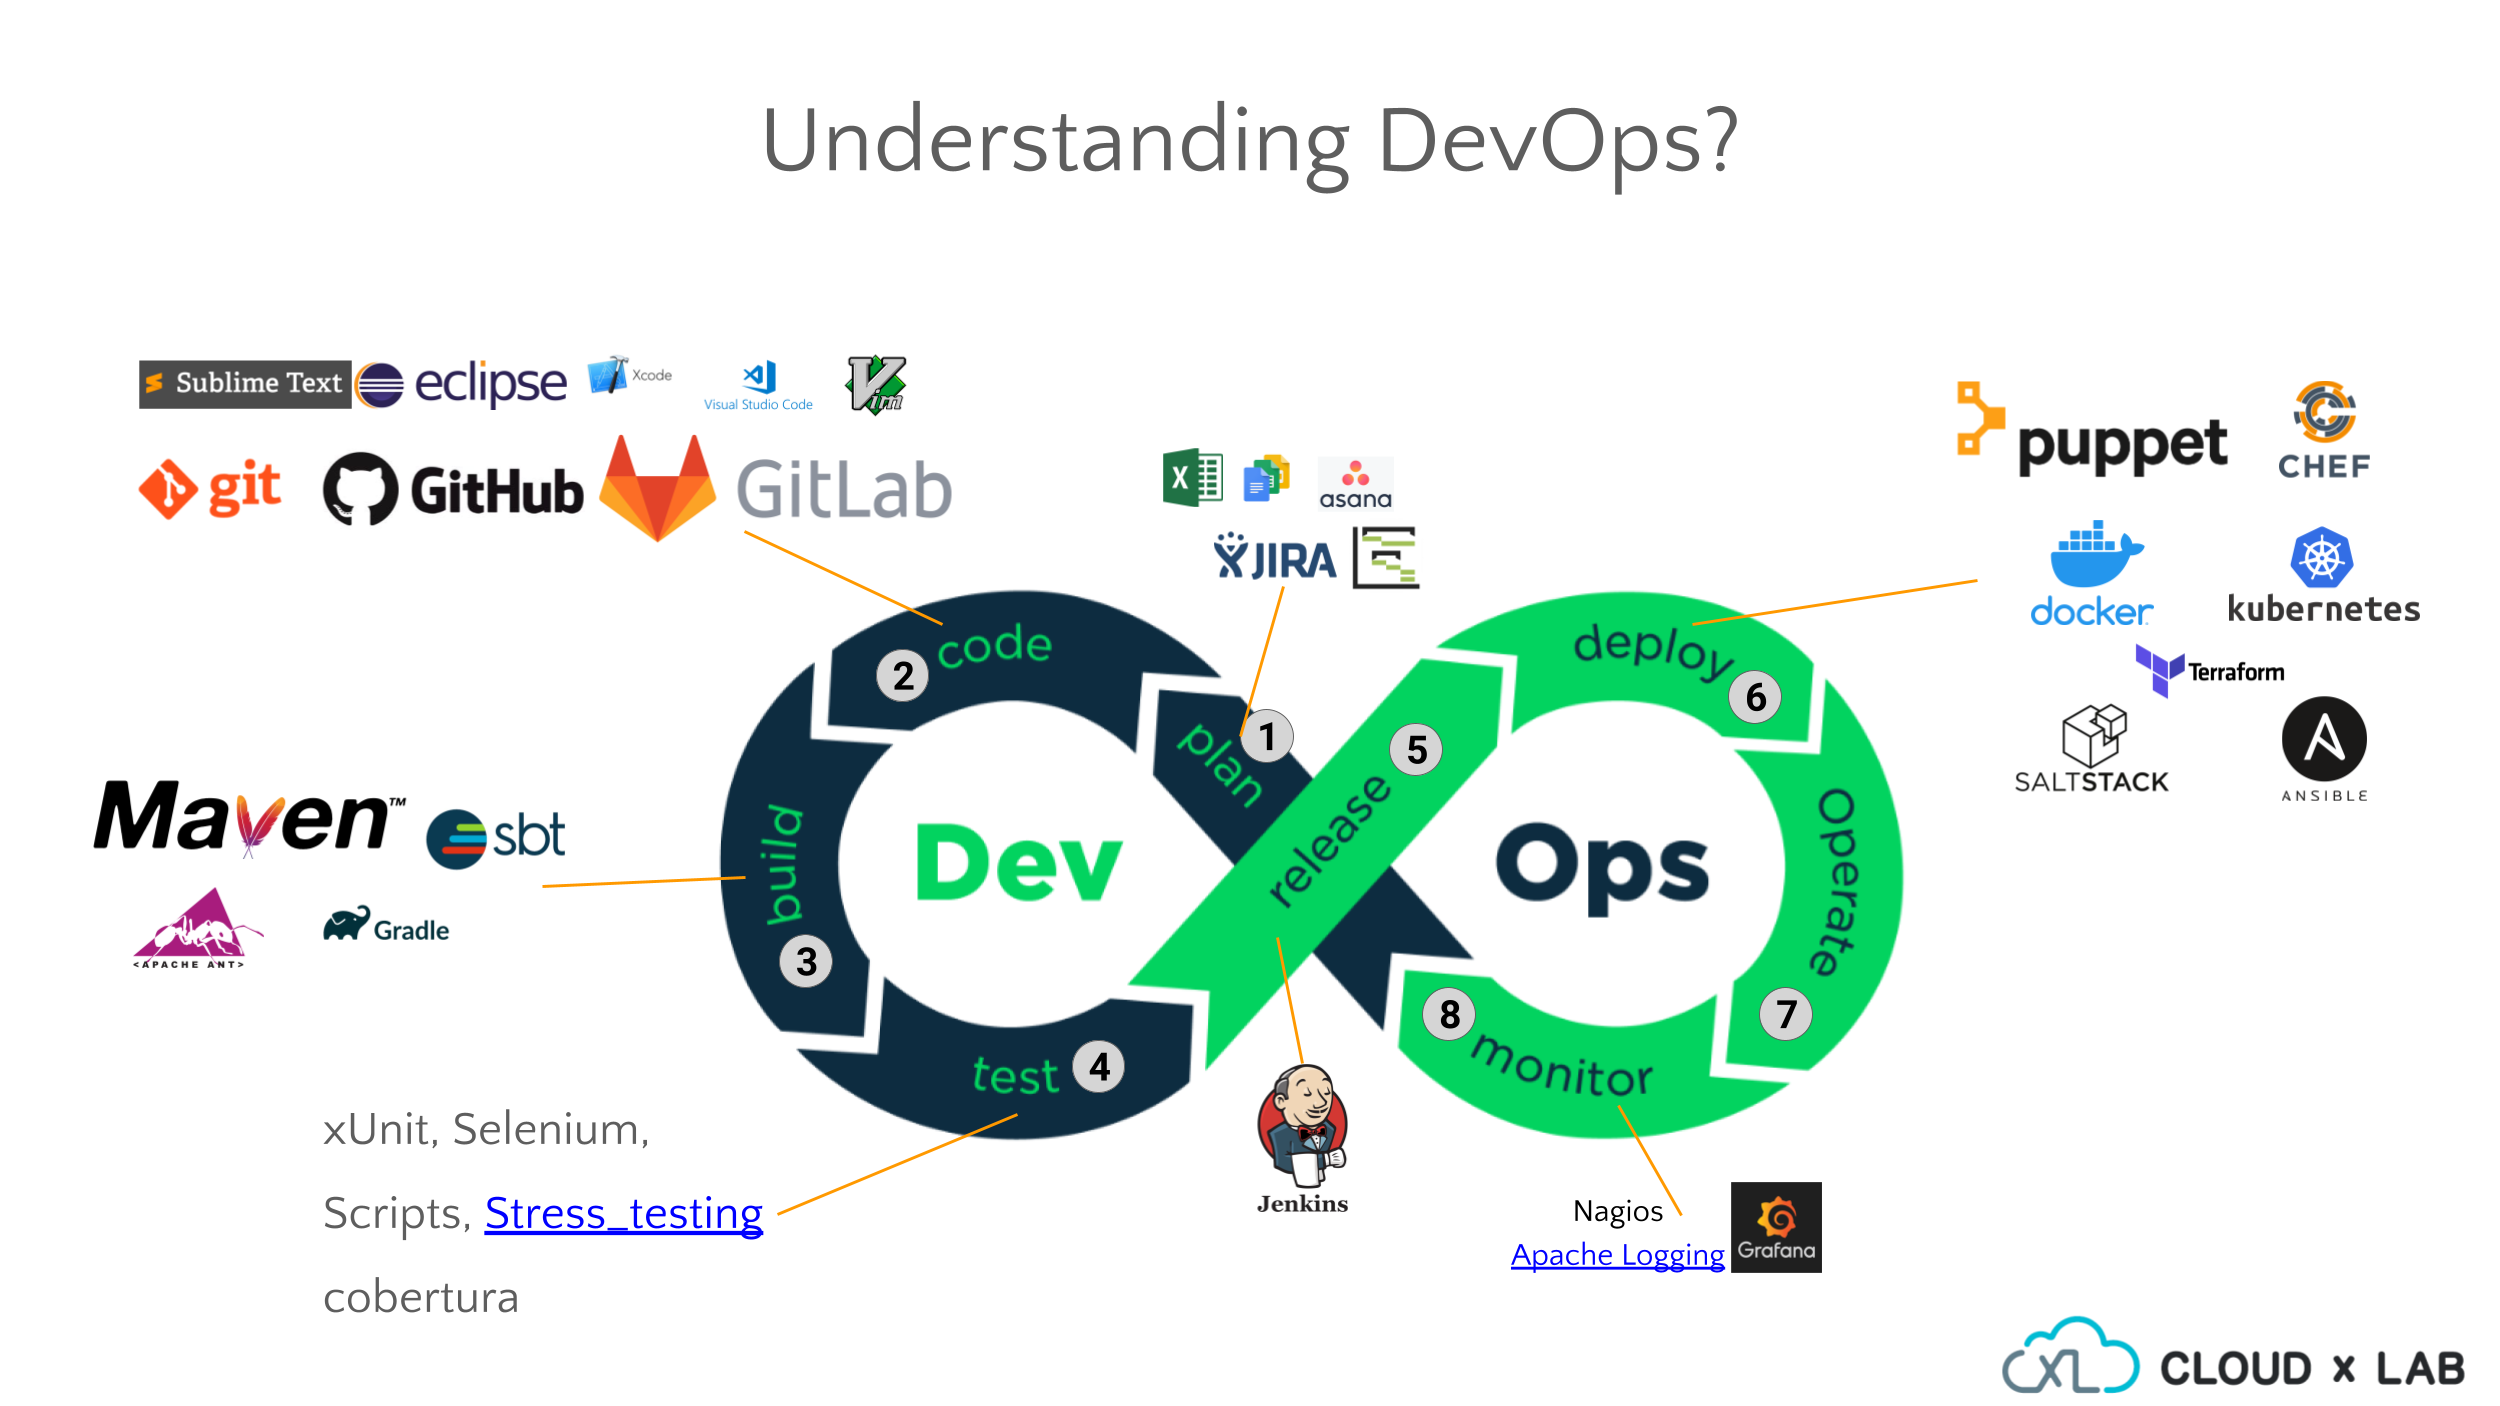 Understanding DevOps?
Sublime Text
eclipse
Xcode
Visual Studio Code
Vim
git
GitHub
GitLab
X
asana
JIRA
puppet
CHEF
docker
kubernetes
Terraform
SALTSTACK
ANSIBLE
Maven™
sbt
<APACHE ANT>
Gradle
code
2
plan
1
build
3
test
4
release
5
deploy
6
Operate
7
monitor
8
Dev
Ops
xUnit, Selenium,
Scripts, Stress_testing
cobertura
Jenkins
Nagios
Apache Logging
Grafana
CXL CLOUD x LAB